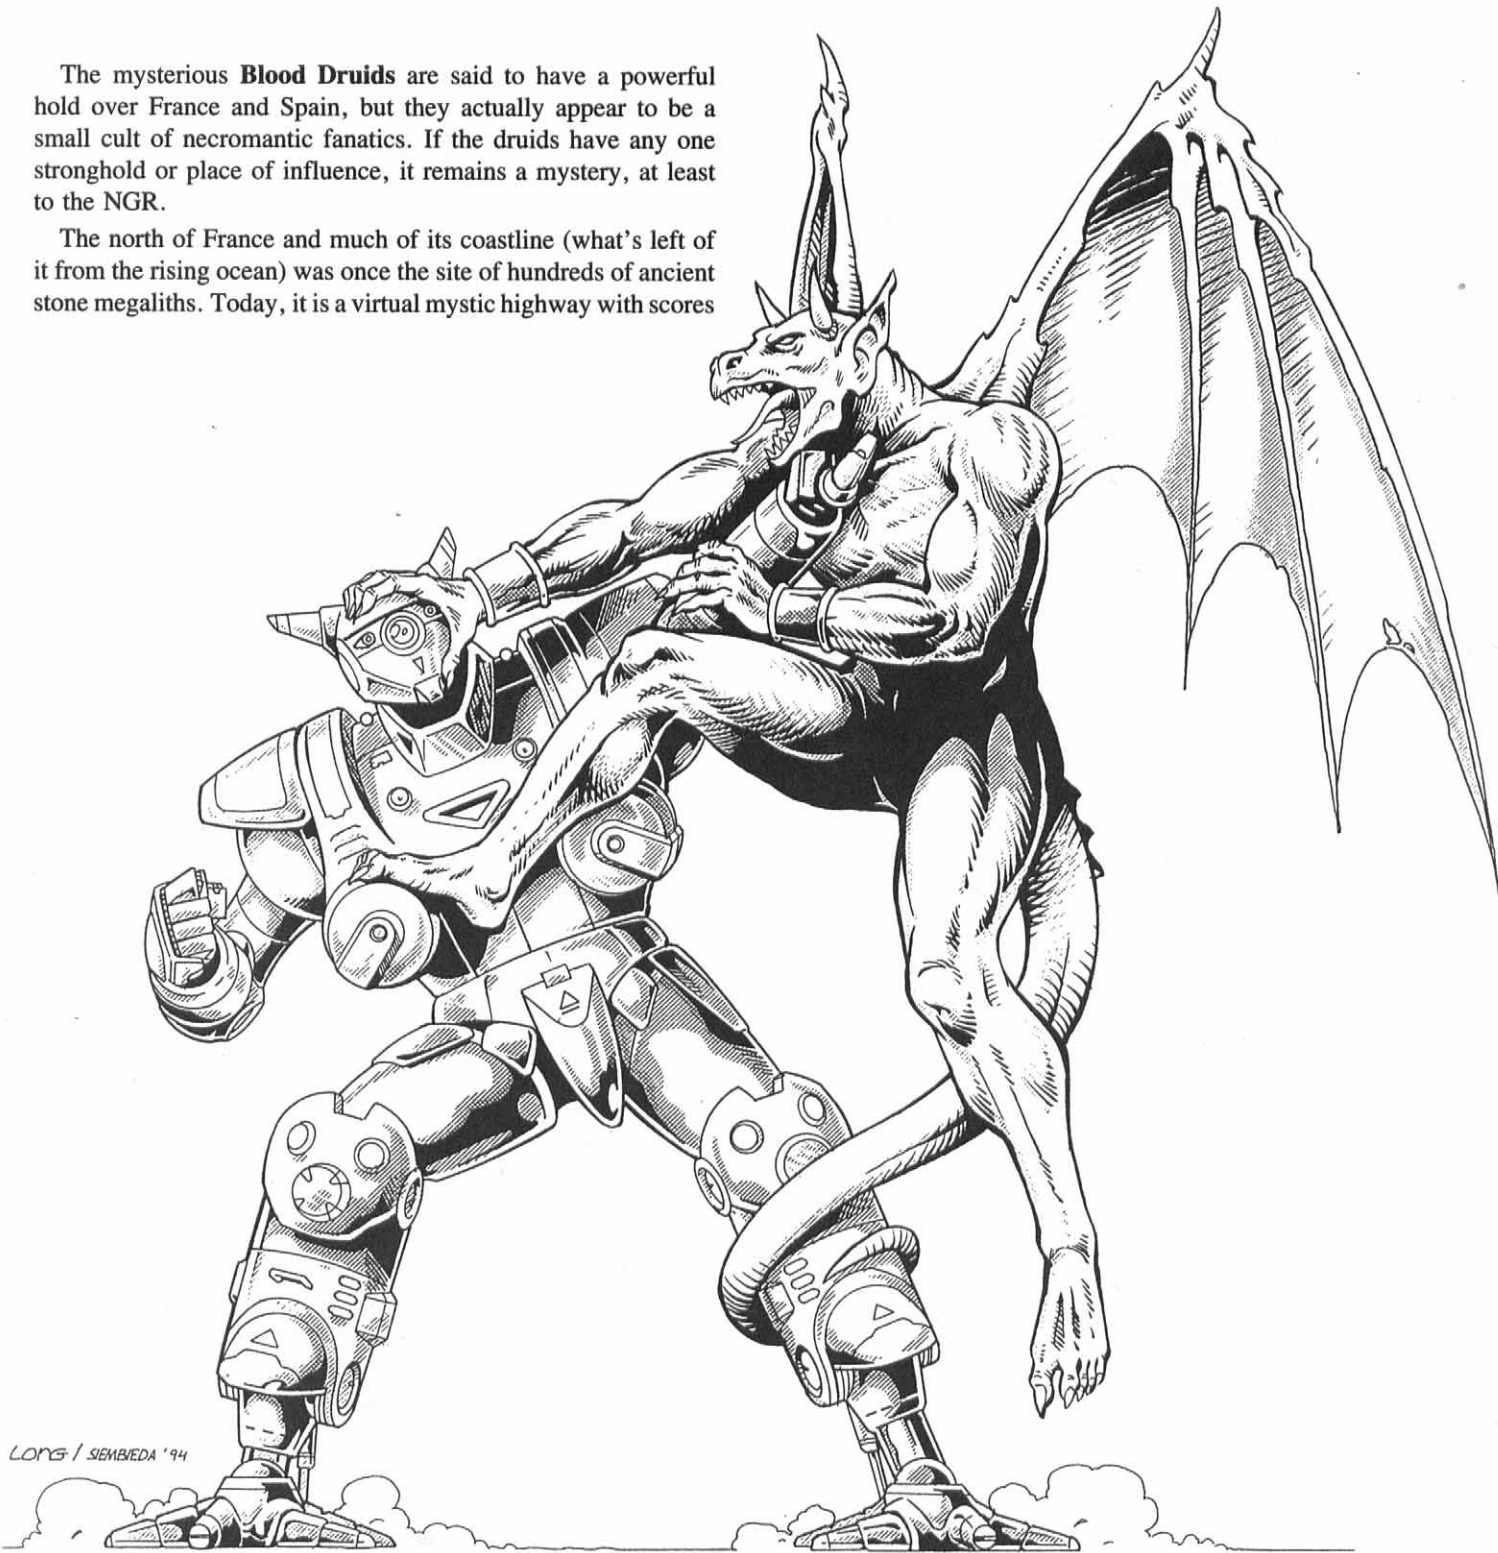 The mysterious Blood Druids are said to have a powerful
hold over France and Spain, but they actually appear to be a
small cult of necromantic fanatics. If the druids have any one
stronghold or place of influence, it remains a mystery, at least
to the NGR.
The north of France and much of its coastline (what's left of
it from the rising ocean) was once the site of hundreds of ancient
stone megaliths. Today, it is a virtual mystic highway with scores
LONG / SIEMBIEDA '94